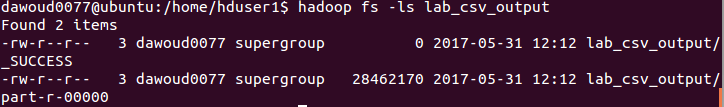 dawoud0077@ubuntu:/home/hduser1$ hadoop fs -ls lab_csv_output
Found 2 items
-rw-r--r--   3 dawoud0077 supergroup          0 2017-05-31 12:12 lab_csv_output/
_SUCCESS
-rw-r--r--   3 dawoud0077 supergroup   28462170 2017-05-31 12:12 lab_csv_output/
part-r-00000